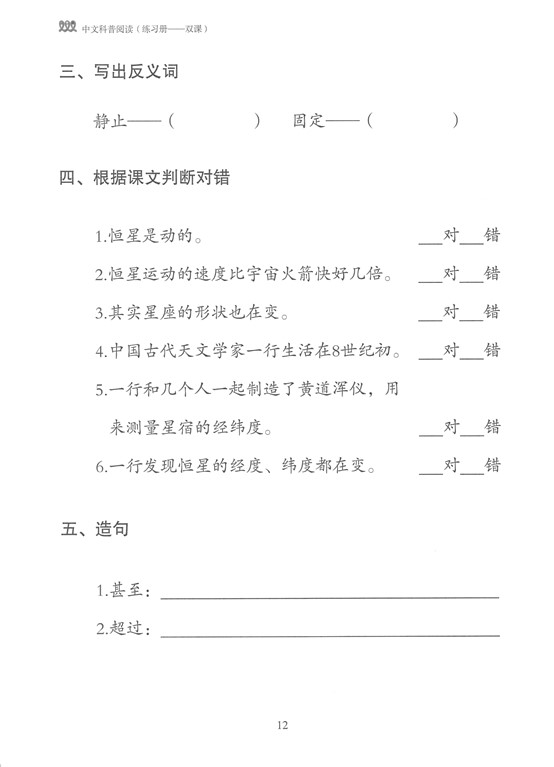 中文科普阅读（练习册——双课）
三、写出反义词
静止——（ ） 固定——（ ）
四、根据课文判断对错
1.恒星是动的。 ___对___错
2.恒星运动的速度比宇宙火箭快好几倍。 ___对___错
3.其实星座的形状也在变。 ___对___错
4.中国古代天文学家一行生活在8世纪初。 ___对___错
5.一行和几个人一起制造了黄道浑仪，用
来测量星宿的经纬度。 ___对___错
6.一行发现恒星的经度、纬度都在变。 ___对___错
五、造句
1.甚至：
2.超过：
12